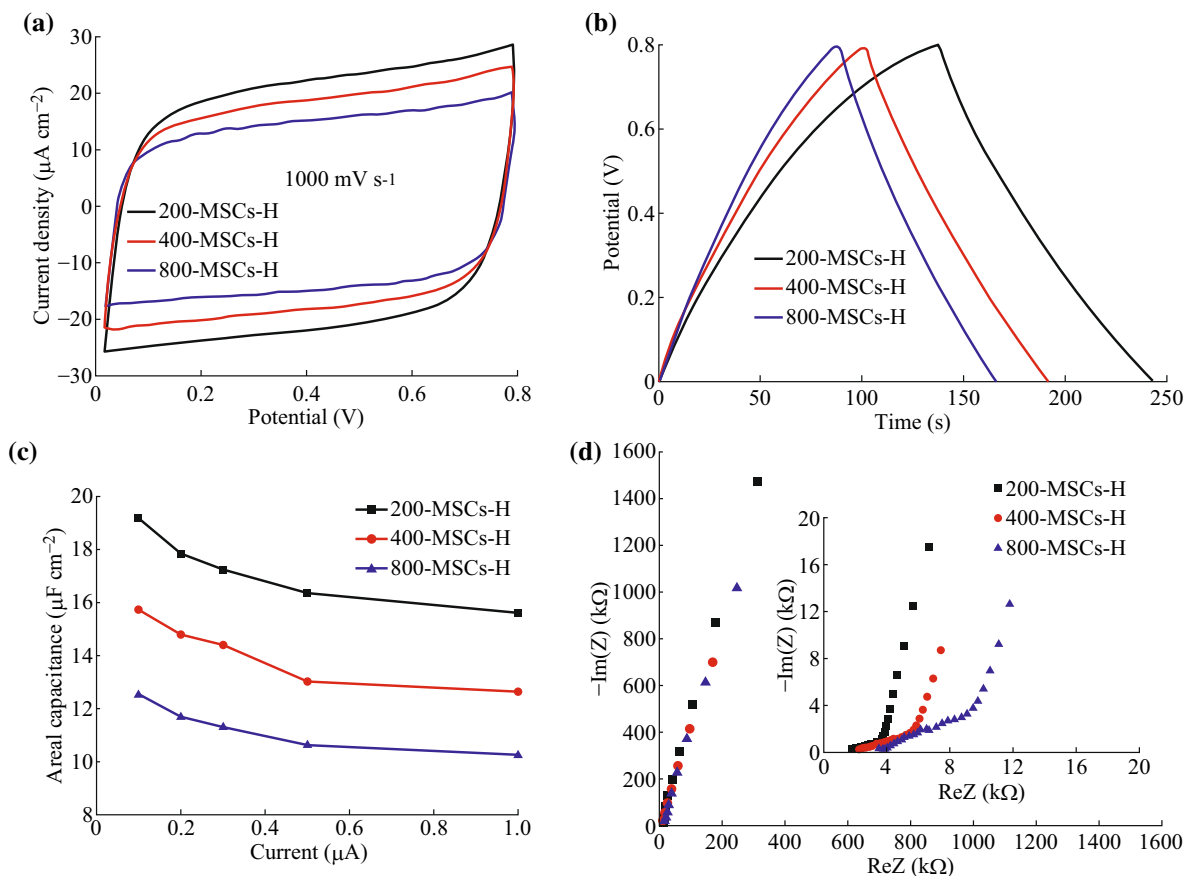 (a)
30
20
10
0
−10
−20
−30
Current density (μA cm−2)
1000 mV s-1
200-MSCs-H
400-MSCs-H
800-MSCs-H
0
0.2
0.4
0.6
0.8
Potential (V)
(b)
0.8
0.6
0.4
0.2
0
Potential (V)
200-MSCs-H
400-MSCs-H
800-MSCs-H
0
50
100
150
200
250
Time (s)
(c)
20
18
16
14
12
10
8
Areal capacitance (μF cm−2)
200-MSCs-H
400-MSCs-H
800-MSCs-H
0
0.2
0.4
0.6
0.8
1.0
Current (μA)
(d)
1600
1400
1200
1000
800
600
400
200
0
−Im(Z) (kΩ)
200-MSCs-H
400-MSCs-H
800-MSCs-H
20
16
12
8
4
0
−Im(Z) (kΩ)
0
4
8
12
16
20
ReZ (kΩ)
0
200
400
600
800
1000
1200
1400
1600
ReZ (kΩ)